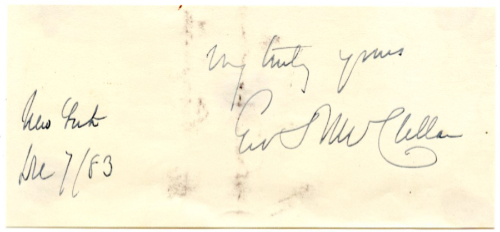 Very truly yours
Geo B McClellan
New York
Dec 7/83